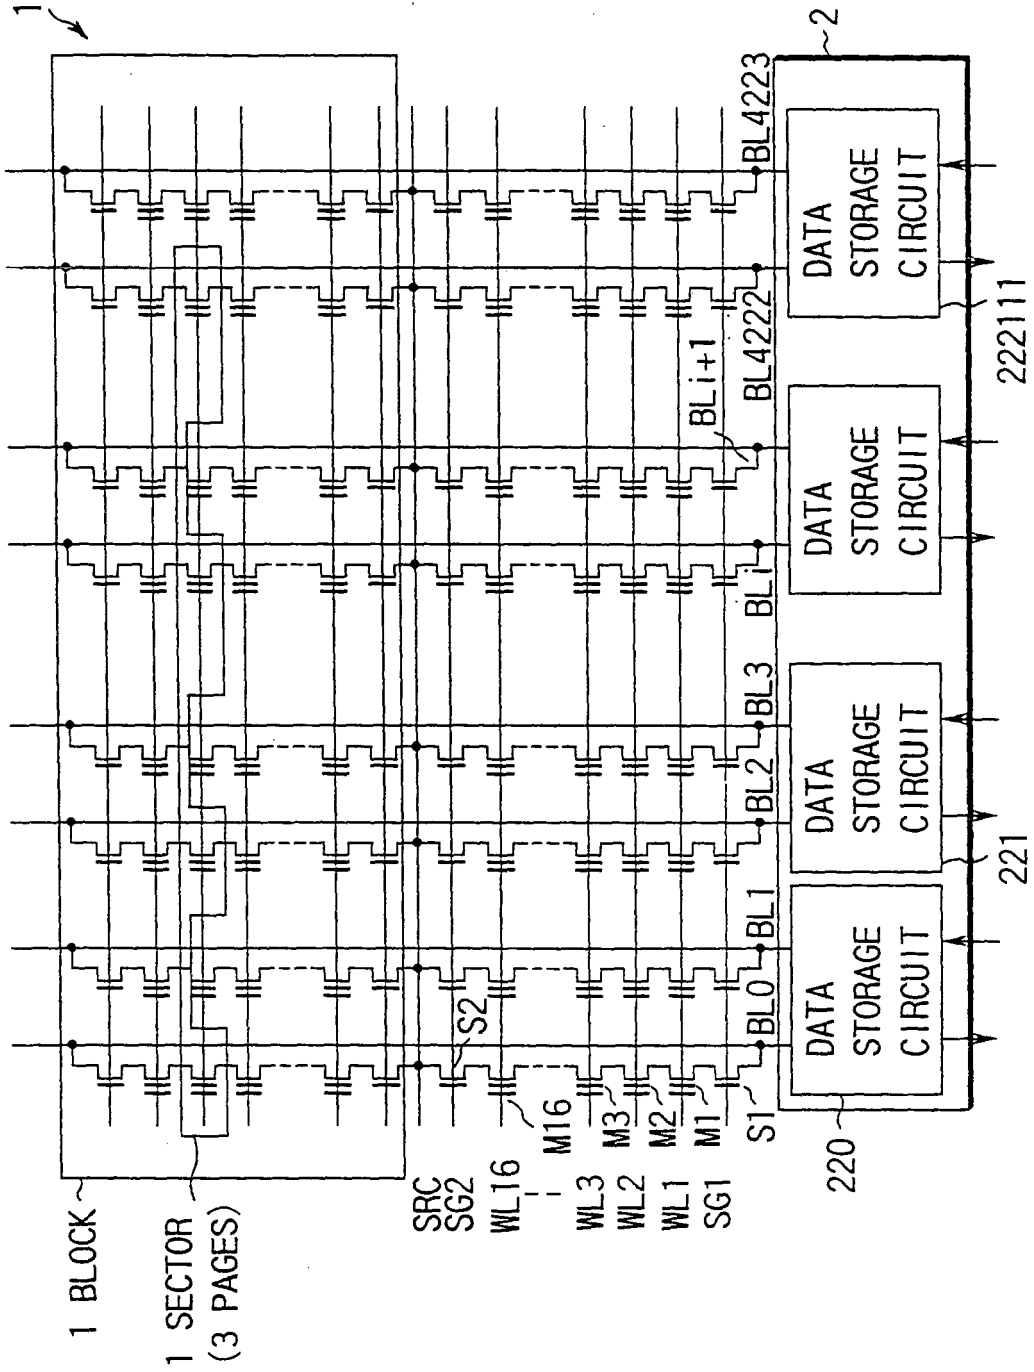 1
1 BLOCK
1 SECTOR
(3 PAGES)
SRC
SG2
WL16
WL3
WL2
WL1
SG1
S2
M16
M3
M2
M1
S1
BL0
BL1
BL2
BL3
BLi
BLi+1
BL4222
BL4223
2
DATA
STORAGE
CIRCUIT
DATA
STORAGE
CIRCUIT
DATA
STORAGE
CIRCUIT
DATA
STORAGE
CIRCUIT
220
221
222111